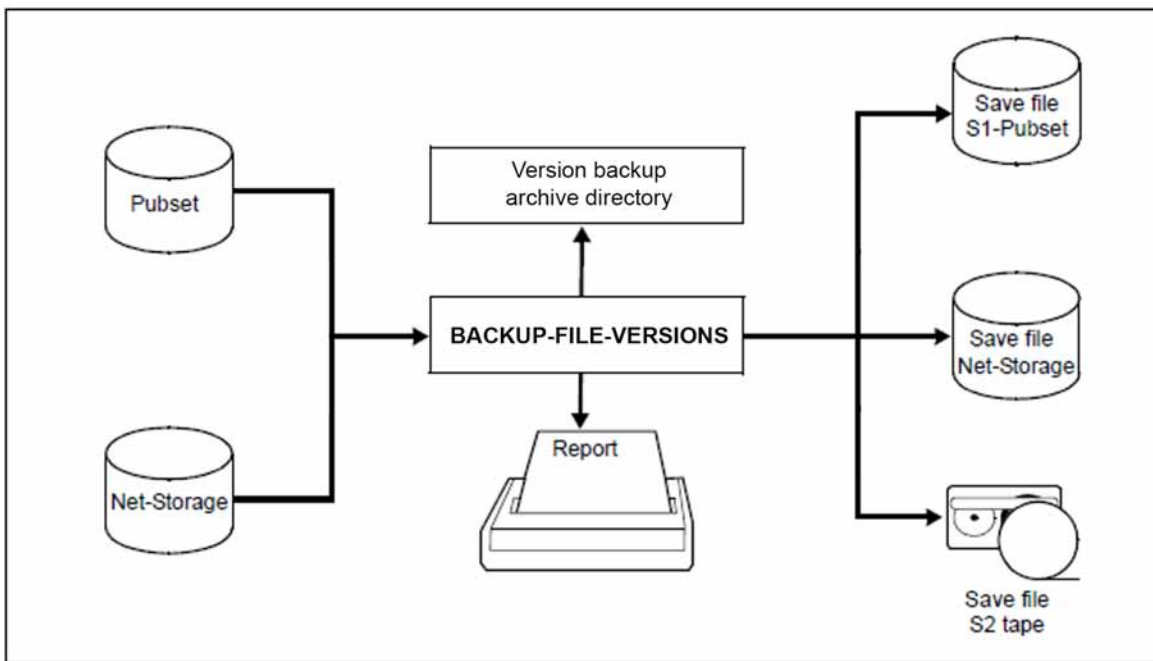 Pubset
Net-Storage
Version backup
archive directory
BACKUP-FILE-VERSIONS
Report
Save file
S1-Pubset
Save file
Net-Storage
Save file
S2 tape